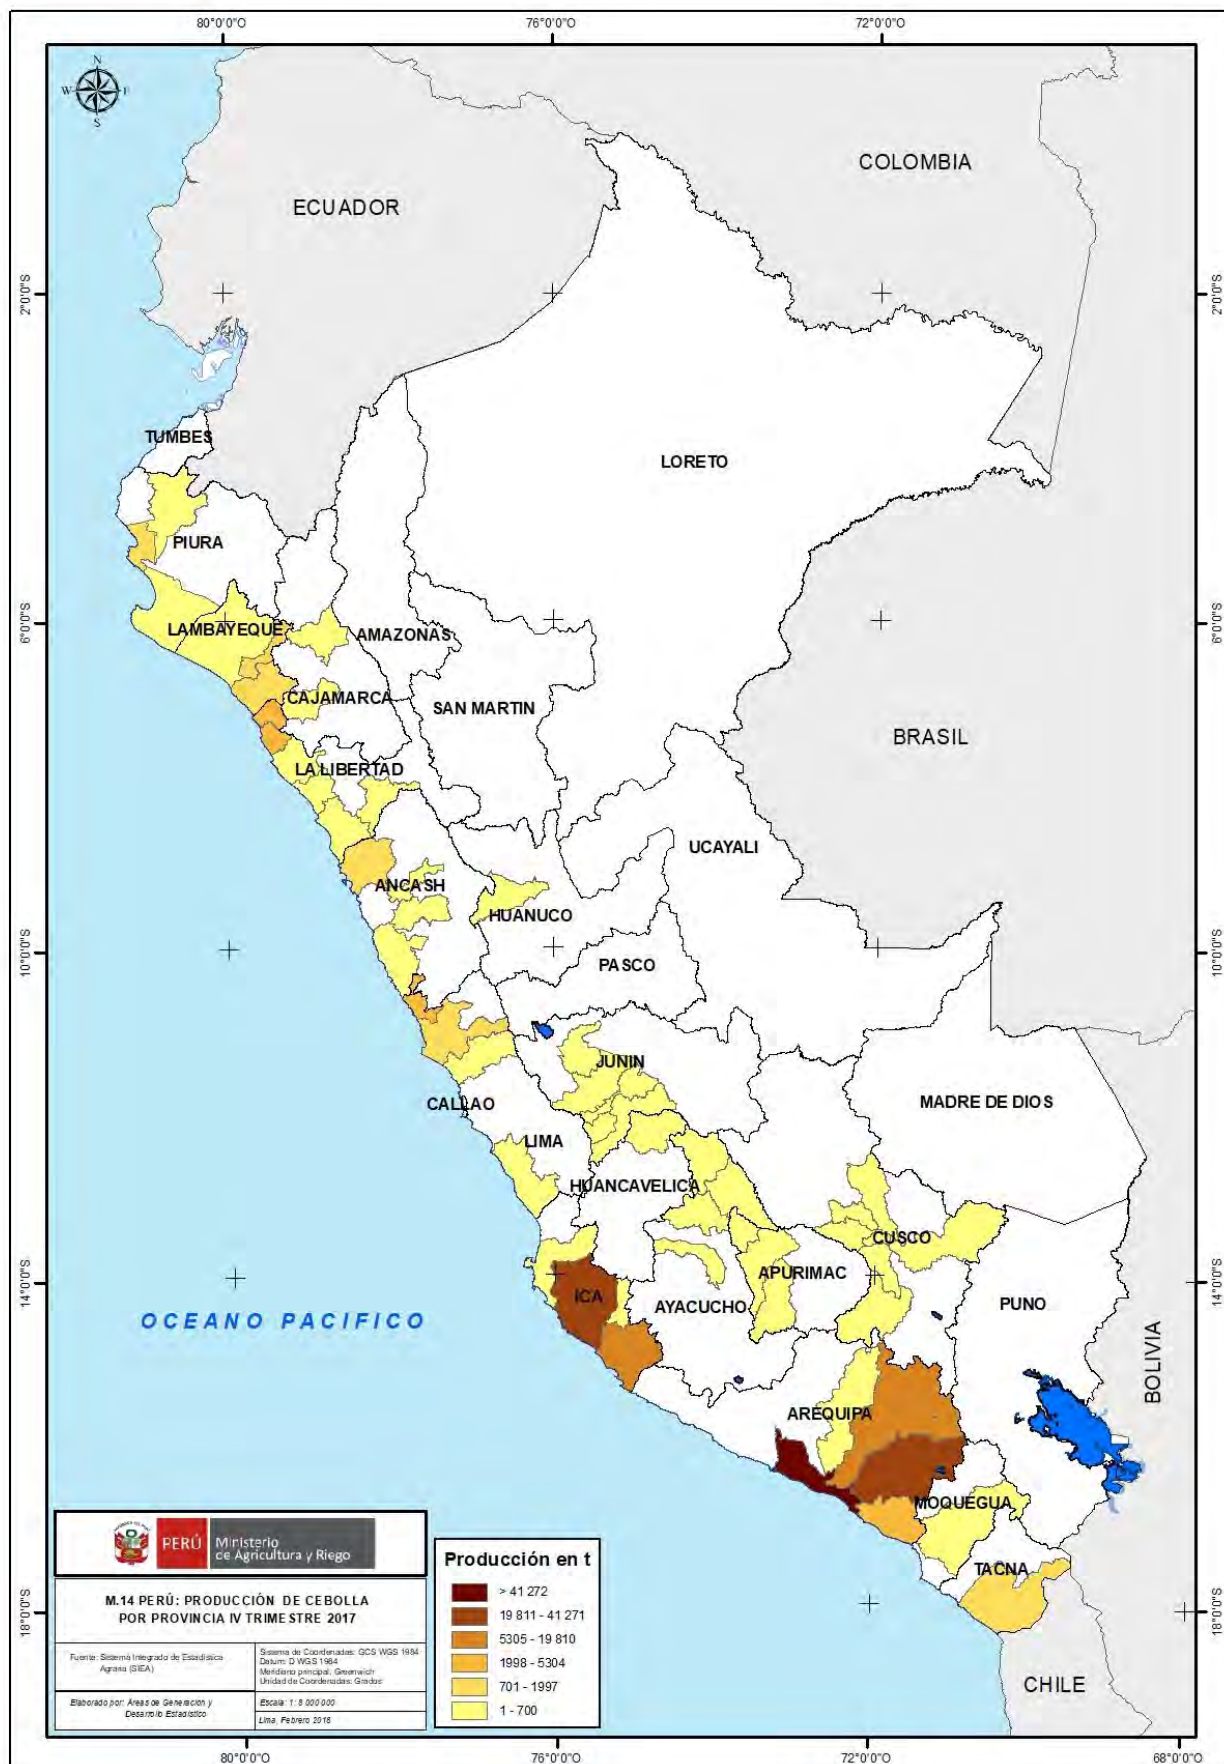 80°0'0"O 76°0'0"O 72°0'0"O
N
W E
S
COLOMBIA
ECUADOR
2°0'0"S 2°0'0"S
TUMBES
LORETO
PIURA
6°0'0"S 6°0'0"S
LAMBAYEQUE
AMAZONAS
CAJAMARCA
SAN MARTIN
BRASIL
LA LIBERTAD
UCAYALI
ANCASH
HUANUCO
10°0'0"S 10°0'0"S
PASCO
JUNIN
MADRE DE DIOS
CALLAO
LIMA
HUANCAVELICA
CUSCO
14°0'0"S 14°0'0"S
APURIMAC
ICA
AYACUCHO
PUNO
OCEANO PACIFICO
BOLIVIA
AREQUIPA
MOQUEGUA
TACNA
18°0'0"S 18°0'0"S
CHILE
PERÚ
Ministerio
de Agricultura y Riego
M.14 PERÚ: PRODUCCIÓN DE CEBOLLA
POR PROVINCIA IV TRIMESTRE 2017
Fuente: Sistema Integrado de Estadística
Agraria (SIEA)
Sistema de Coordenadas: GCS WGS 1984
Datum: D WGS 1984
Meridiano principal: Greenwich
Unidad de Coordenadas: Grados
Elaborado por: Áreas de Generación y
Desarrollo Estadístico
Escala: 1: 8 000 000
Lima, Febrero 2018
Producción en t
> 41 272
19 811 - 41 271
5305 - 19 810
1998 - 5304
701 - 1997
1 - 700
80°0'0"O 76°0'0"O 72°0'0"O 68°0'0"O